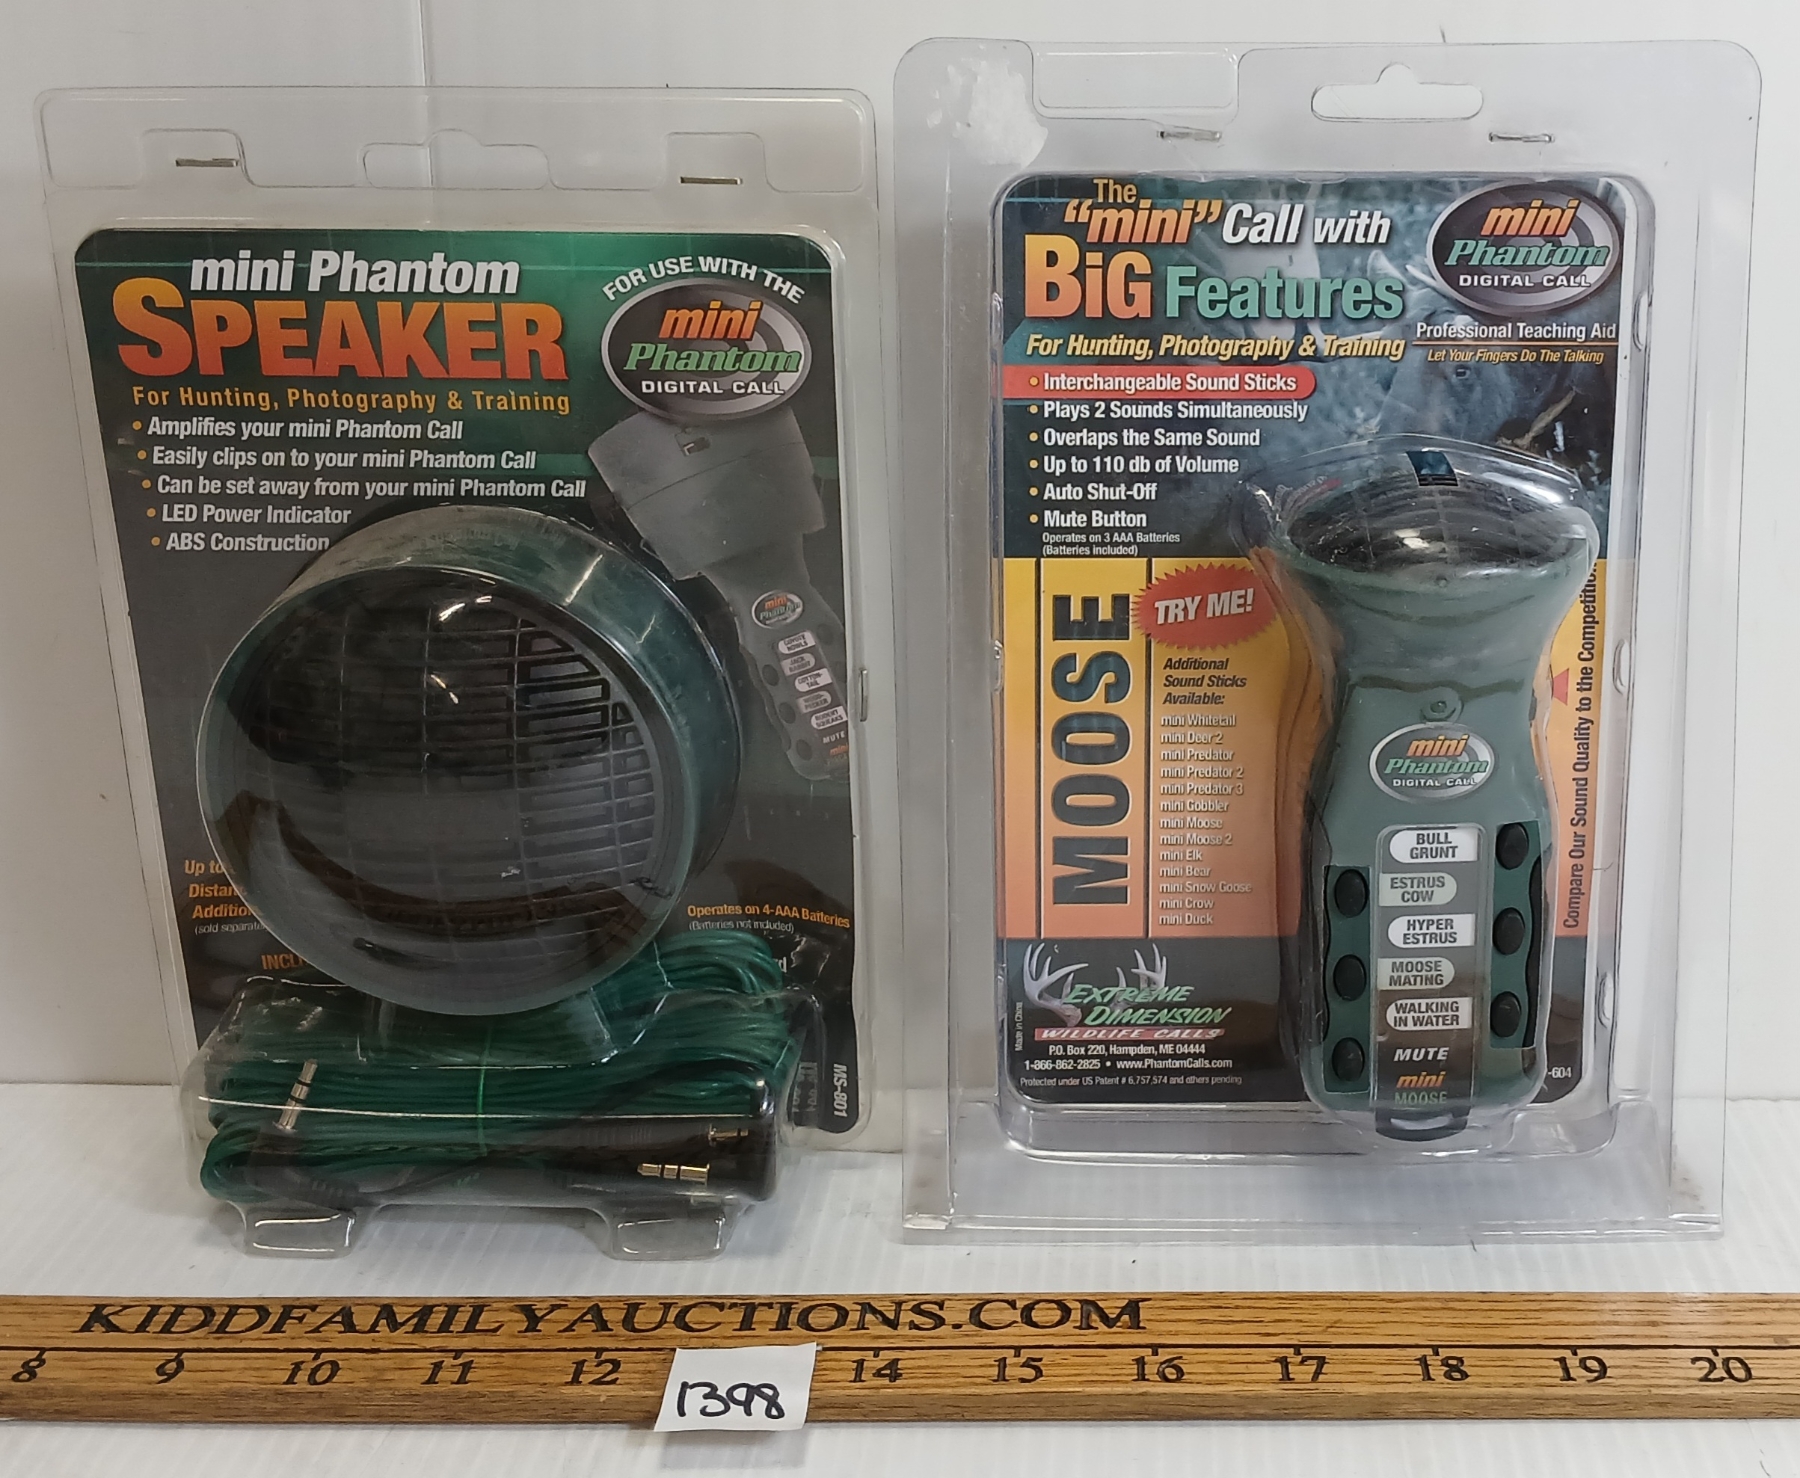 mini Phantom
SPEAKER
For Hunting, Photography & Training
• Amplifies your mini Phantom Call
• Easily clips on to your mini Phantom Call
• Can be set away from your mini Phantom Call
• LED Power Indicator
• ABS Construction
FOR USE WITH THE
mini
Phantom
DIGITAL CALL
MUTE
Up to
Additio
(sold separate
Operates on 4-AAA Batteries
(Batteries not included)
MS-801
The
"mini" Call with
BiG Features
For Hunting, Photography & Training
• Interchangeable Sound Sticks
• Plays 2 Sounds Simultaneously
• Overlaps the Same Sound
• Up to 110 db of Volume
• Auto Shut-Off
• Mute Button
Operates on 3 AAA Batteries
(Batteries included)
mini
Phantom
DIGITAL CALL
Professional Teaching Aid
Let Your Fingers Do The Talking
MOOSE
TRY ME!
Additional
Sound Sticks
Available:
mini Whitetail
mini Deer 2
mini Predator
mini Predator 2
mini Predator 3
mini Gobbler
mini Moose
mini Moose 2
mini Elk
mini Bear
mini Snow Goose
mini Crow
mini Duck
Compare Our Sound Quality to the Competition
mini
Phantom
DIGITAL CALL
BULL
GRUNT
ESTRUS
COW
HYPER
ESTRUS
MOOSE
MATING
WALKING
IN WATER
MUTE
mini
MOOSE
Made in China
EXTREME
DIMENSION
WILDLIFE CALLS
P.O. Box 220, Hampden, ME 04444
1-866-862-2825 • www.PhantomCalls.com
Protected under US Patent # 6,757,574 and others pending
-604
KIDDFAMILYAUCTIONS.COM
8 9 10 11 12 14 15 16 17 18 19 20
1398